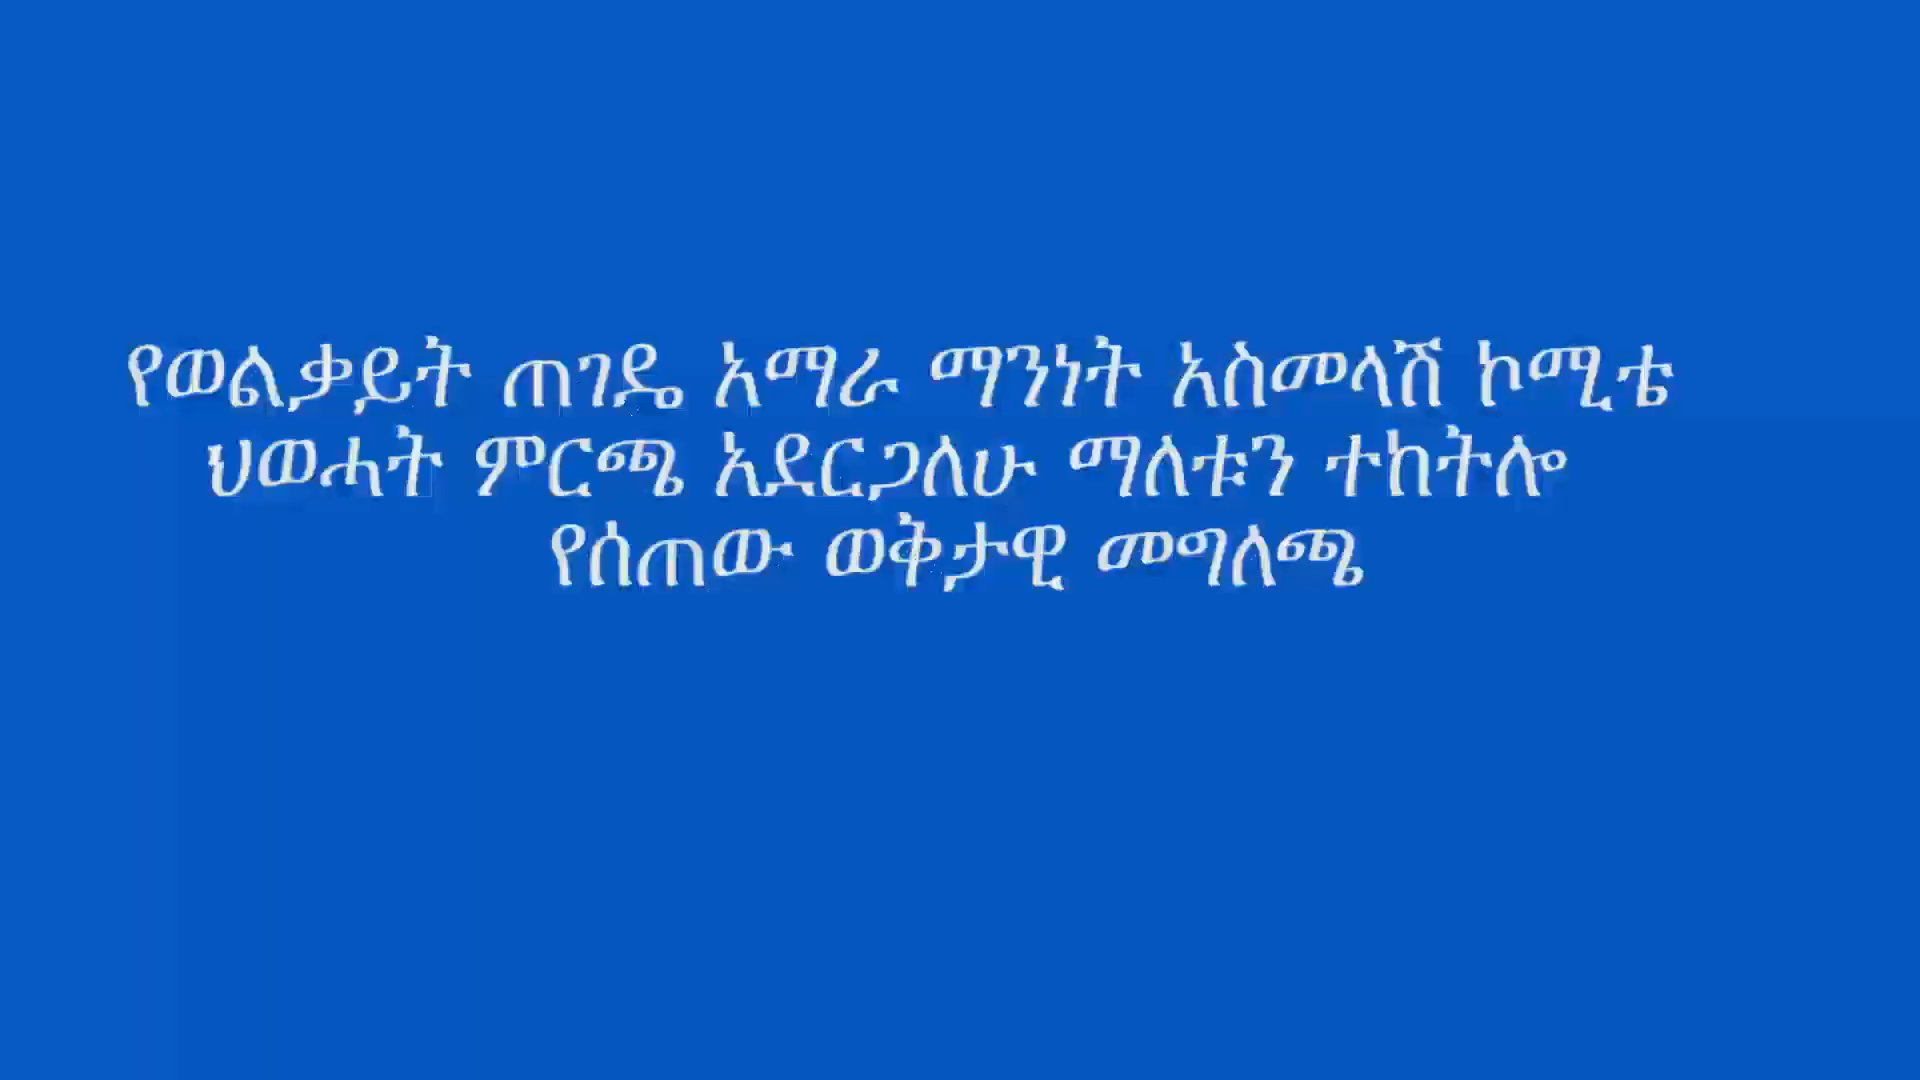 የወልቃይት ጠገዴ አማራ ማንነት አስመላሽ ኮሚቴ
ህወሓት ምርጫ አደርጋለሁ ማለቱን ተከትሎ
የሰጠው ወቅታዊ መግለጫ